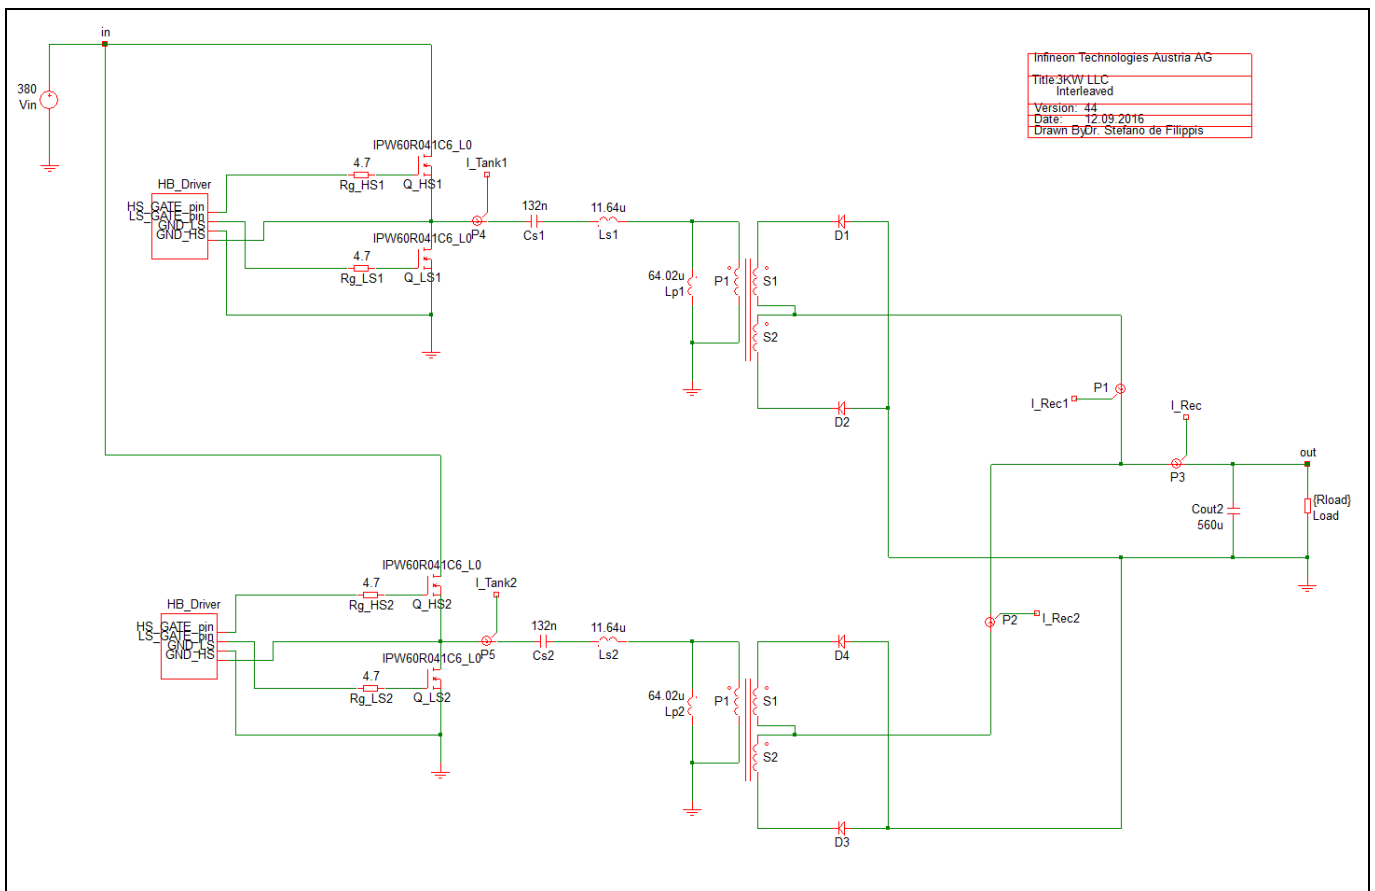 in
Infineon Technologies Austria AG
Title: 3KW LLC
Interleaved
Version: 44
Date: 12.09.2016
Drawn By Dr. Stefano de Filippis
380
Vin
IPW60R041C6_L0
4.7
Rg_HS1
Q_HS1
I_Tank1
HB_Driver
HS_GATE_pin
LS_GATE_pin
GND_LS
GND_HS
132n
Cs1
11.64u
Ls1
P4
IPW60R041C6_L0
4.7
Rg_LS1
Q_LS1
D1
64.02u
Lp1
P1
S1
S2
D2
P1
I_Rec1
I_Rec
P3
out
{Rload}
Load
Cout2
560u
IPW60R041C6_L0
4.7
Rg_HS2
Q_HS2
I_Tank2
HB_Driver
HS_GATE_pin
LS_GATE_pin
GND_LS
GND_HS
132n
Cs2
11.64u
Ls2
P5
P2
I_Rec2
IPW60R041C6_L0
4.7
Rg_LS2
Q_LS2
D4
64.02u
Lp2
P1
S1
S2
D3